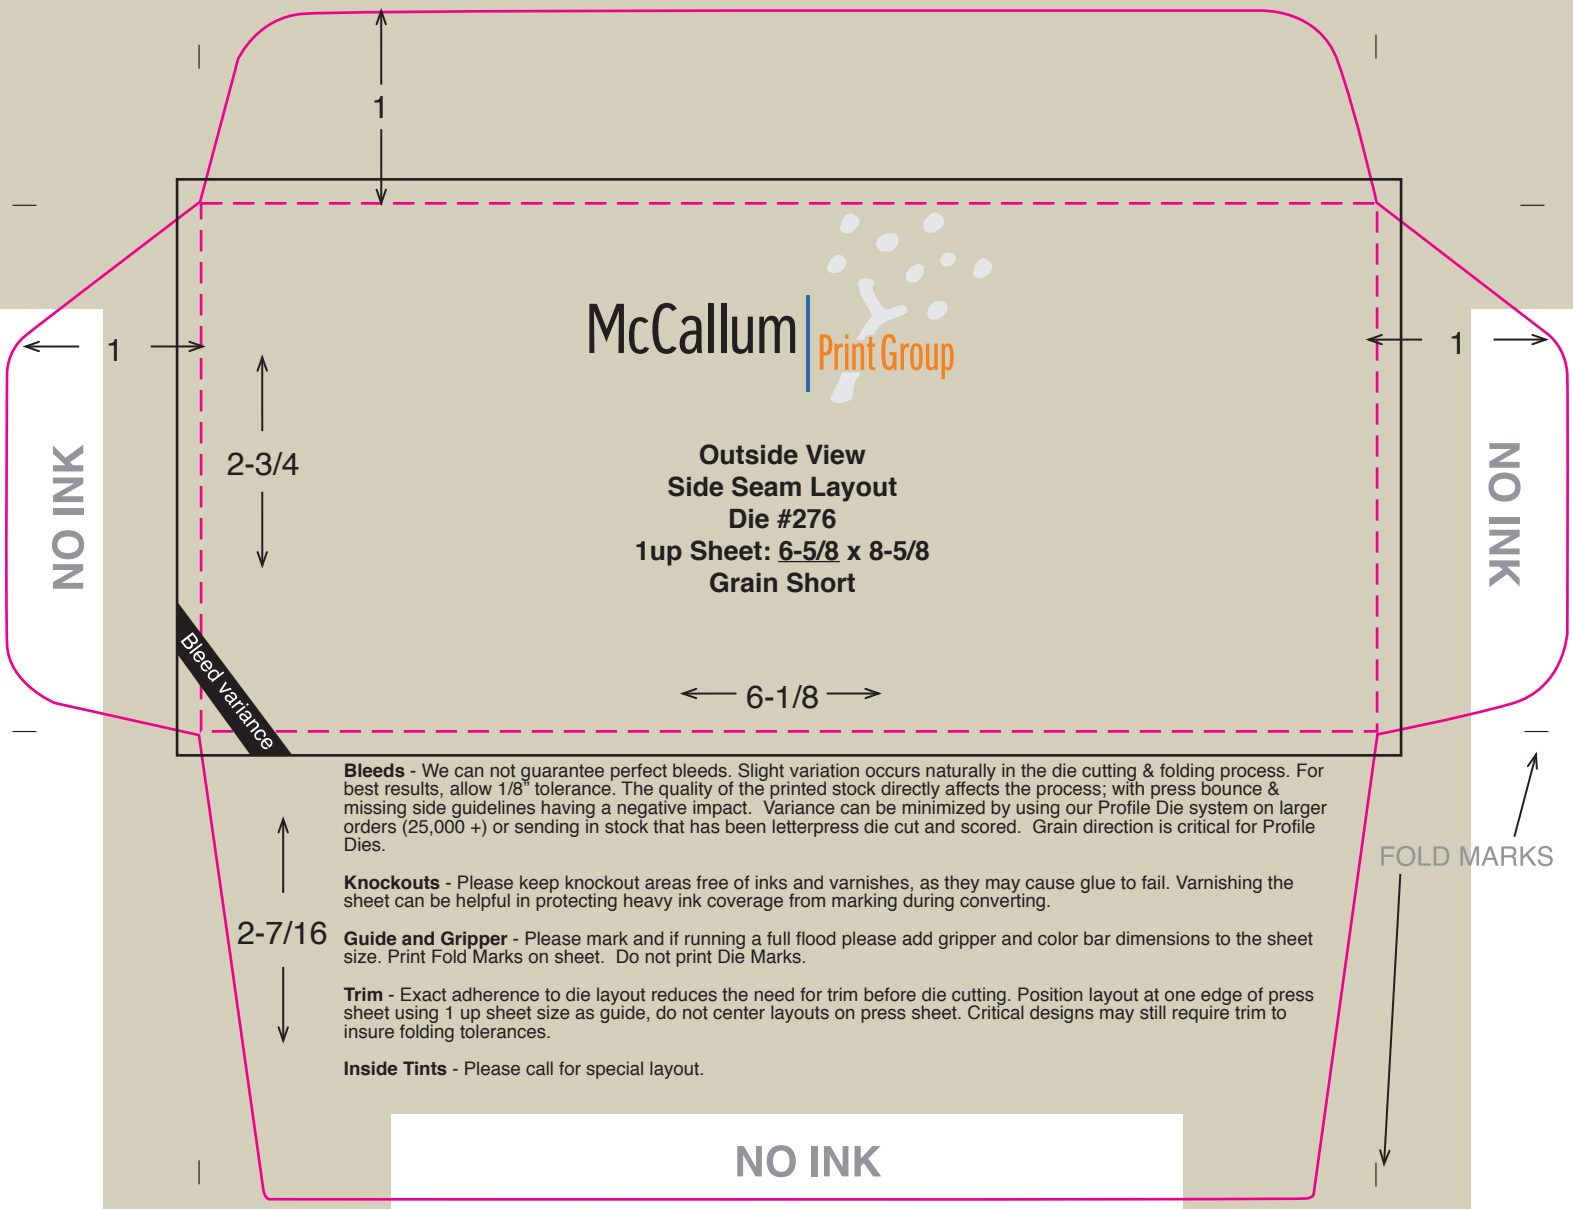 1
McCallum
Print Group
1
1
2-3/4
NO INK
NO INK
Outside View
Side Seam Layout
Die #276
1up Sheet: 6-5/8 x 8-5/8
Grain Short
Bleed variance
6-1/8
Bleeds - We can not guarantee perfect bleeds. Slight variation occurs naturally in the die cutting & folding process. For
best results, allow 1/8” tolerance. The quality of the printed stock directly affects the process; with press bounce &
missing side guidelines having a negative impact.  Variance can be minimized by using our Profile Die system on larger
orders (25,000 +) or sending in stock that has been letterpress die cut and scored.  Grain direction is critical for Profile
Dies.
FOLD MARKS
Knockouts - Please keep knockout areas free of inks and varnishes, as they may cause glue to fail. Varnishing the
sheet can be helpful in protecting heavy ink coverage from marking during converting.
2-7/16
Guide and Gripper - Please mark and if running a full flood please add gripper and color bar dimensions to the sheet
size. Print Fold Marks on sheet.  Do not print Die Marks.
Trim - Exact adherence to die layout reduces the need for trim before die cutting. Position layout at one edge of press
sheet using 1 up sheet size as guide, do not center layouts on press sheet. Critical designs may still require trim to
insure folding tolerances.
Inside Tints - Please call for special layout.
NO INK